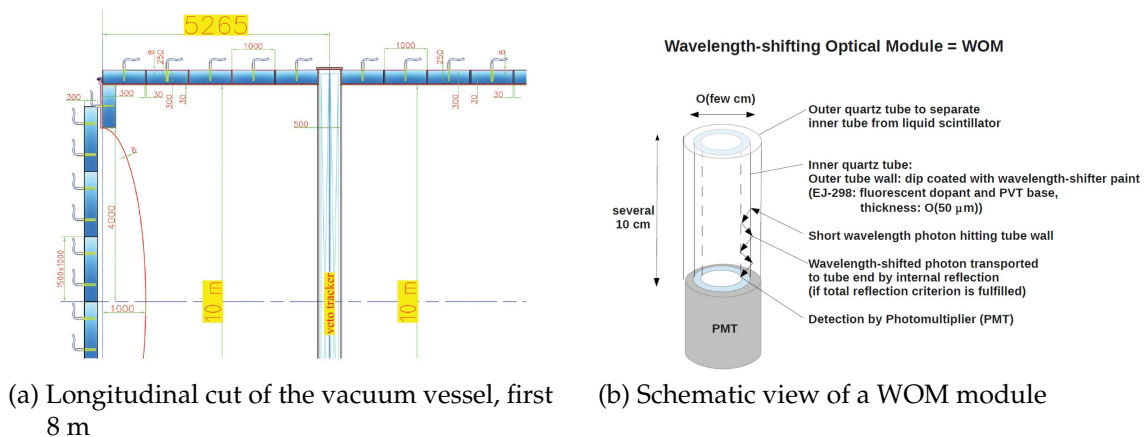 5265
1000
8
250
1000
250
8
300
300
30
300
30
300
30
500
8
4000
1500x1000
1000
10 m
veto tracker
10 m
(a) Longitudinal cut of the vacuum vessel, first
8 m
Wavelength-shifting Optical Module = WOM
O(few cm)
Outer quartz tube to separate
inner tube from liquid scintillator
Inner quartz tube:
Outer tube wall: dip coated with wavelength-shifter paint
(EJ-298: fluorescent dopant and PVT base,
thickness: O(50 μm))
several
10 cm
Short wavelength photon hitting tube wall
Wavelength-shifted photon transported
to tube end by internal reflection
(if total reflection criterion is fulfilled)
Detection by Photomultiplier (PMT)
PMT
(b) Schematic view of a WOM module